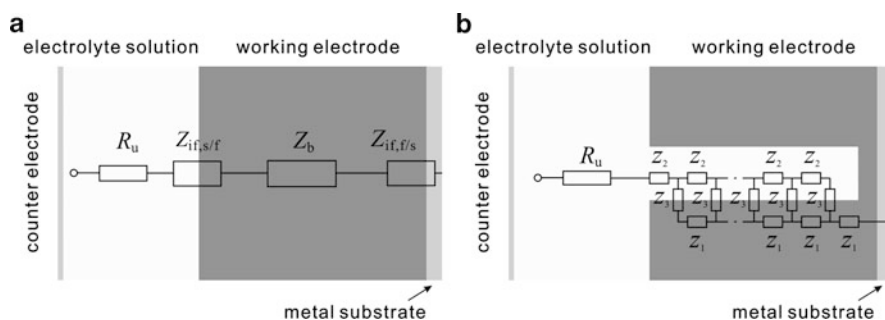 a
electrolyte solution working electrode
counter electrode
R_u
Z_if,s/f
Z_b
Z_if,f/s
metal substrate
b
electrolyte solution working electrode
counter electrode
R_u
z_2 z_2 z_2 z_2
z_3 z_3 z_3 z_3 z_3
z_1 z_1 z_1 z_1
metal substrate